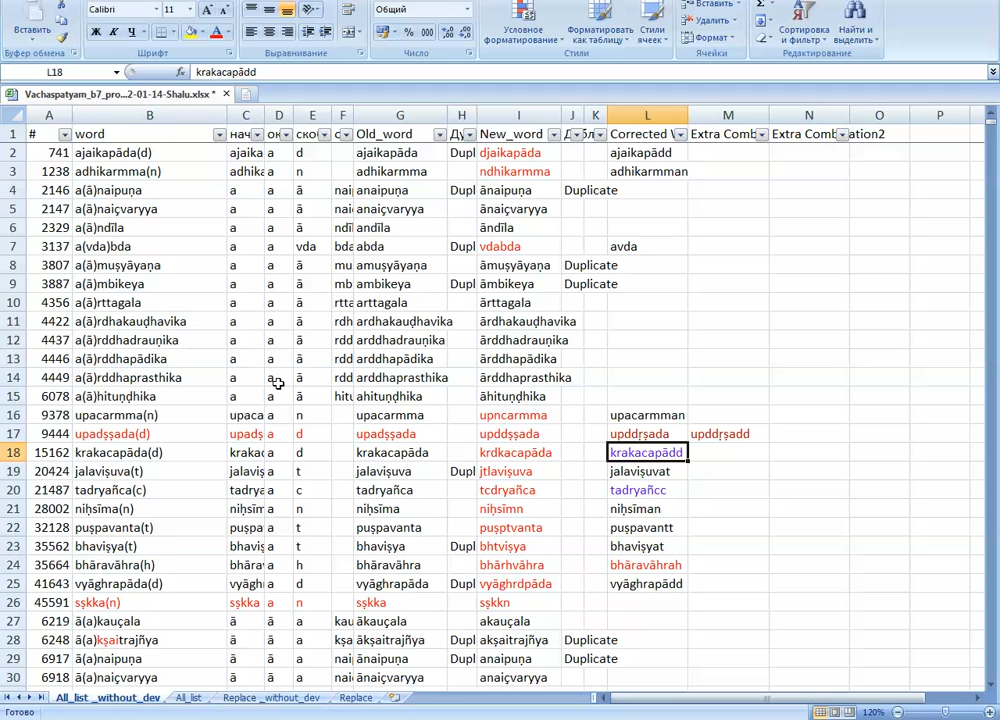 Вставить
Calibri 11
Общий
Ж К Ч
% 000
Условное форматирование
Форматировать как таблицу
Стили ячеек
Вставить
Удалить
Формат
Σ
Сортировка и фильтр
Найти и выделить
Буфер обмена Шрифт Выравнивание Число Стили Ячейки Редактирование
L18 fx krakacapādd
Vachaspatyam_b7_pro...2-01-14-Shalu.xlsx *
A B C D E F G H I J K L M N O P
1 # word нач ок ско с Old_word Ду New_word Д бл Corrected W Extra Comb Extra Combination2
2 741 ajaikapāda(d) ajaika a d ajaikapāda Dupl djaikapāda ajaikapādd
3 1238 adhikarmma(n) adhika a n adhikarmma ndhikarmma adhikarmman
4 2146 a(ā)naipuṇa a ā nai anaipuṇa Dupl ānaipuṇa Duplicate
5 2147 a(ā)naiçvaryya a a ā nai anaiçvaryya ānaiçvaryya
6 2329 a(ā)ndīla a a ā ndī andīla āndīla
7 3137 a(vda)bda a a vda bda abda Dupl vdabda avda
8 3807 a(ā)muṣyāyaṇa a a ā mu amuṣyāyaṇa āmuṣyāyaṇa Duplicate
9 3887 a(ā)mbikeya a a ā mb ambikeya Dupl āmbikeya Duplicate
10 4356 a(ā)rttagala a a ā rtta arttagala ārttagala
11 4422 a(ā)rdhakauḍhavika a a ā rdh ardhakauḍhavika ārdhakauḍhavika
12 4437 a(ā)rddhadrauṇika a a ā rdd arddhadrauṇika ārddhadrauṇika
13 4446 a(ā)rddhapādika a a ā rdd arddhapādika ārddhapādika
14 4449 a(ā)rddhaprasthika a a ā rdd arddhaprasthika ārddhaprasthika
15 6078 a(ā)hituṇḍhika a a ā hitu ahituṇḍhika āhituṇḍhika
16 9378 upacarmma(n) upaca a n upacarmma upncarmma upacarmman
17 9444 upadṣṣada(d) upadṣ a d upadṣṣada upddṣṣada upddṛṣada upddṛṣadd
18 15162 krakacapāda(d) krakac a d krakacapāda krdkacapāda krakacapādd
19 20424 jalaviṣuva(t) jalaviṣ a t jalaviṣuva Dupl jtlaviṣuva jalaviṣuvat
20 21487 tadryañca(c) tadrya a c tadryañca tcdryañca tadryañcc
21 28002 niḥsīma(n) niḥsīm a n niḥsīma niḥsīmn niḥsīman
22 32128 puṣpavanta(t) puṣpa a t puṣpavanta puṣptvanta puṣpavantt
23 35562 bhaviṣya(t) bhaviṣ a t bhaviṣya Dupl bhtviṣya bhaviṣyat
24 35664 bhāravāhra(h) bhārav a h bhāravāhra bhārhvāhra bhāravāhrah
25 41643 vyāghrapāda(d) vyāghr a d vyāghrapāda Dupl vyāghrdpāda vyāghrapādd
26 45591 sṣkka(n) sṣkka a n sṣkka sṣkkn
27 6219 ā(a)kauçala ā ā a kau ākauçala akauçala
28 6248 ā(a)kṣaitrajñya ā ā a kṣa ākṣaitrajñya Dupl akṣaitrajñya Duplicate
29 6917 ā(a)naipuṇa ā ā a nai ānaipuṇa Dupl anaipuṇa Duplicate
30 6918 ā(a)naiçvaryya ā ā a nai ānaiçvaryya anaiçvaryya
All_list _without_dev All_list Replace _without_dev Replace
Готово 120%